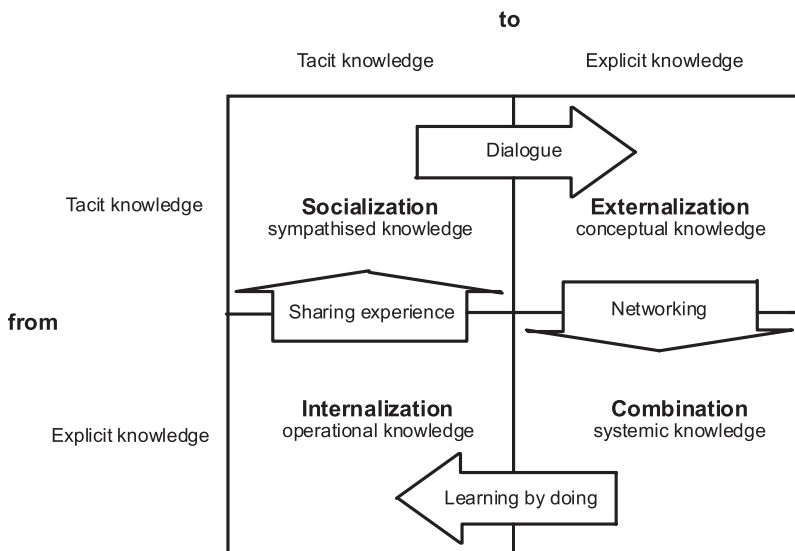 to
Tacit knowledge
Explicit knowledge
Dialogue
Tacit knowledge
Socialization
sympathised knowledge
Externalization
conceptual knowledge
from
Sharing experience
Networking
Explicit knowledge
Internalization
operational knowledge
Combination
systemic knowledge
Learning by doing